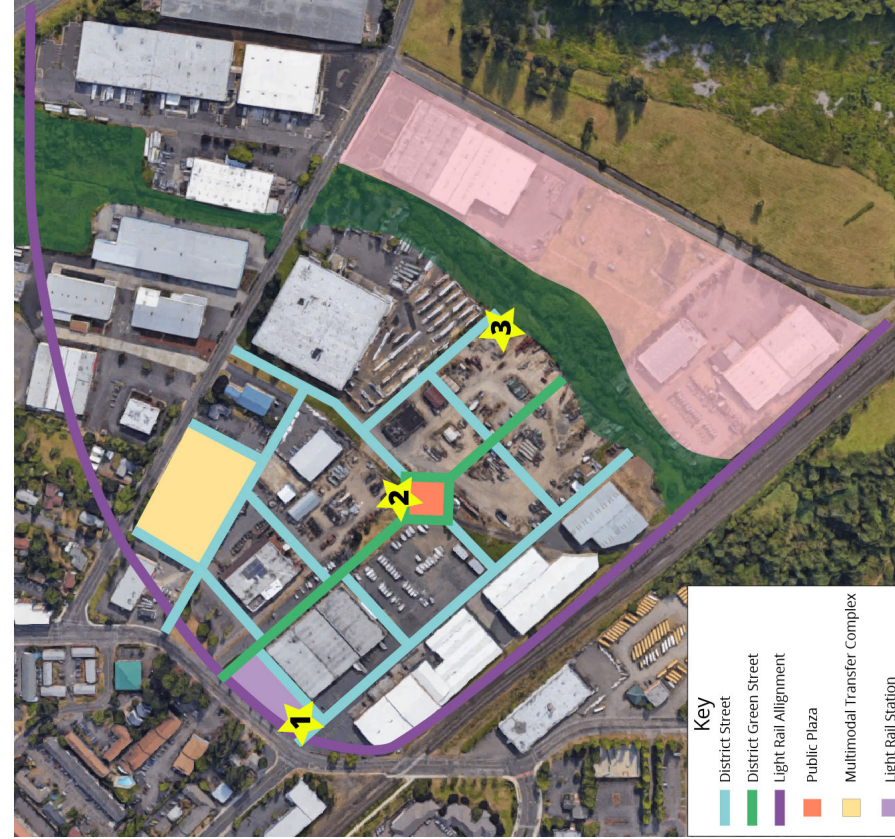 1
2
3
Key
District Street
District Green Street
Light Rail Allignment
Public Plaza
Multimodal Transfer Complex
Light Rail Station